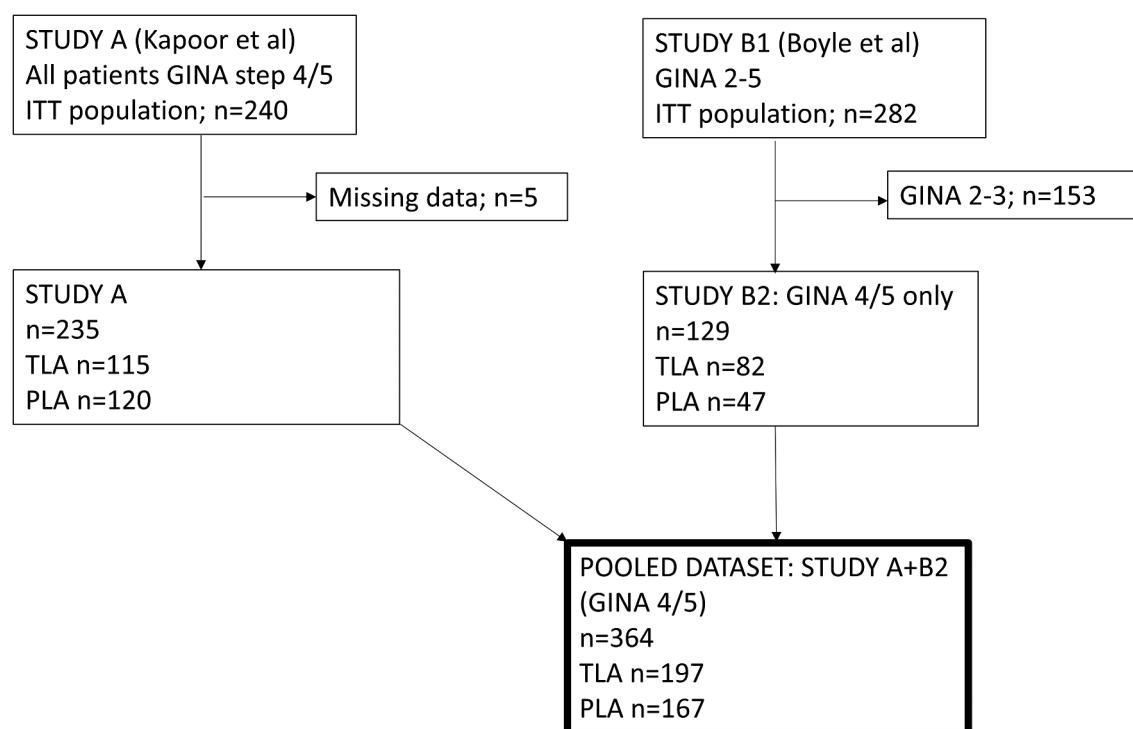 STUDY A (Kapoor et al)
All patients GINA step 4/5
ITT population; n=240
STUDY B1 (Boyle et al)
GINA 2-5
ITT population; n=282
Missing data; n=5
GINA 2-3; n=153
STUDY A
n=235
TLA n=115
PLA n=120
STUDY B2: GINA 4/5 only
n=129
TLA n=82
PLA n=47
POOLED DATASET: STUDY A+B2
(GINA 4/5)
n=364
TLA n=197
PLA n=167